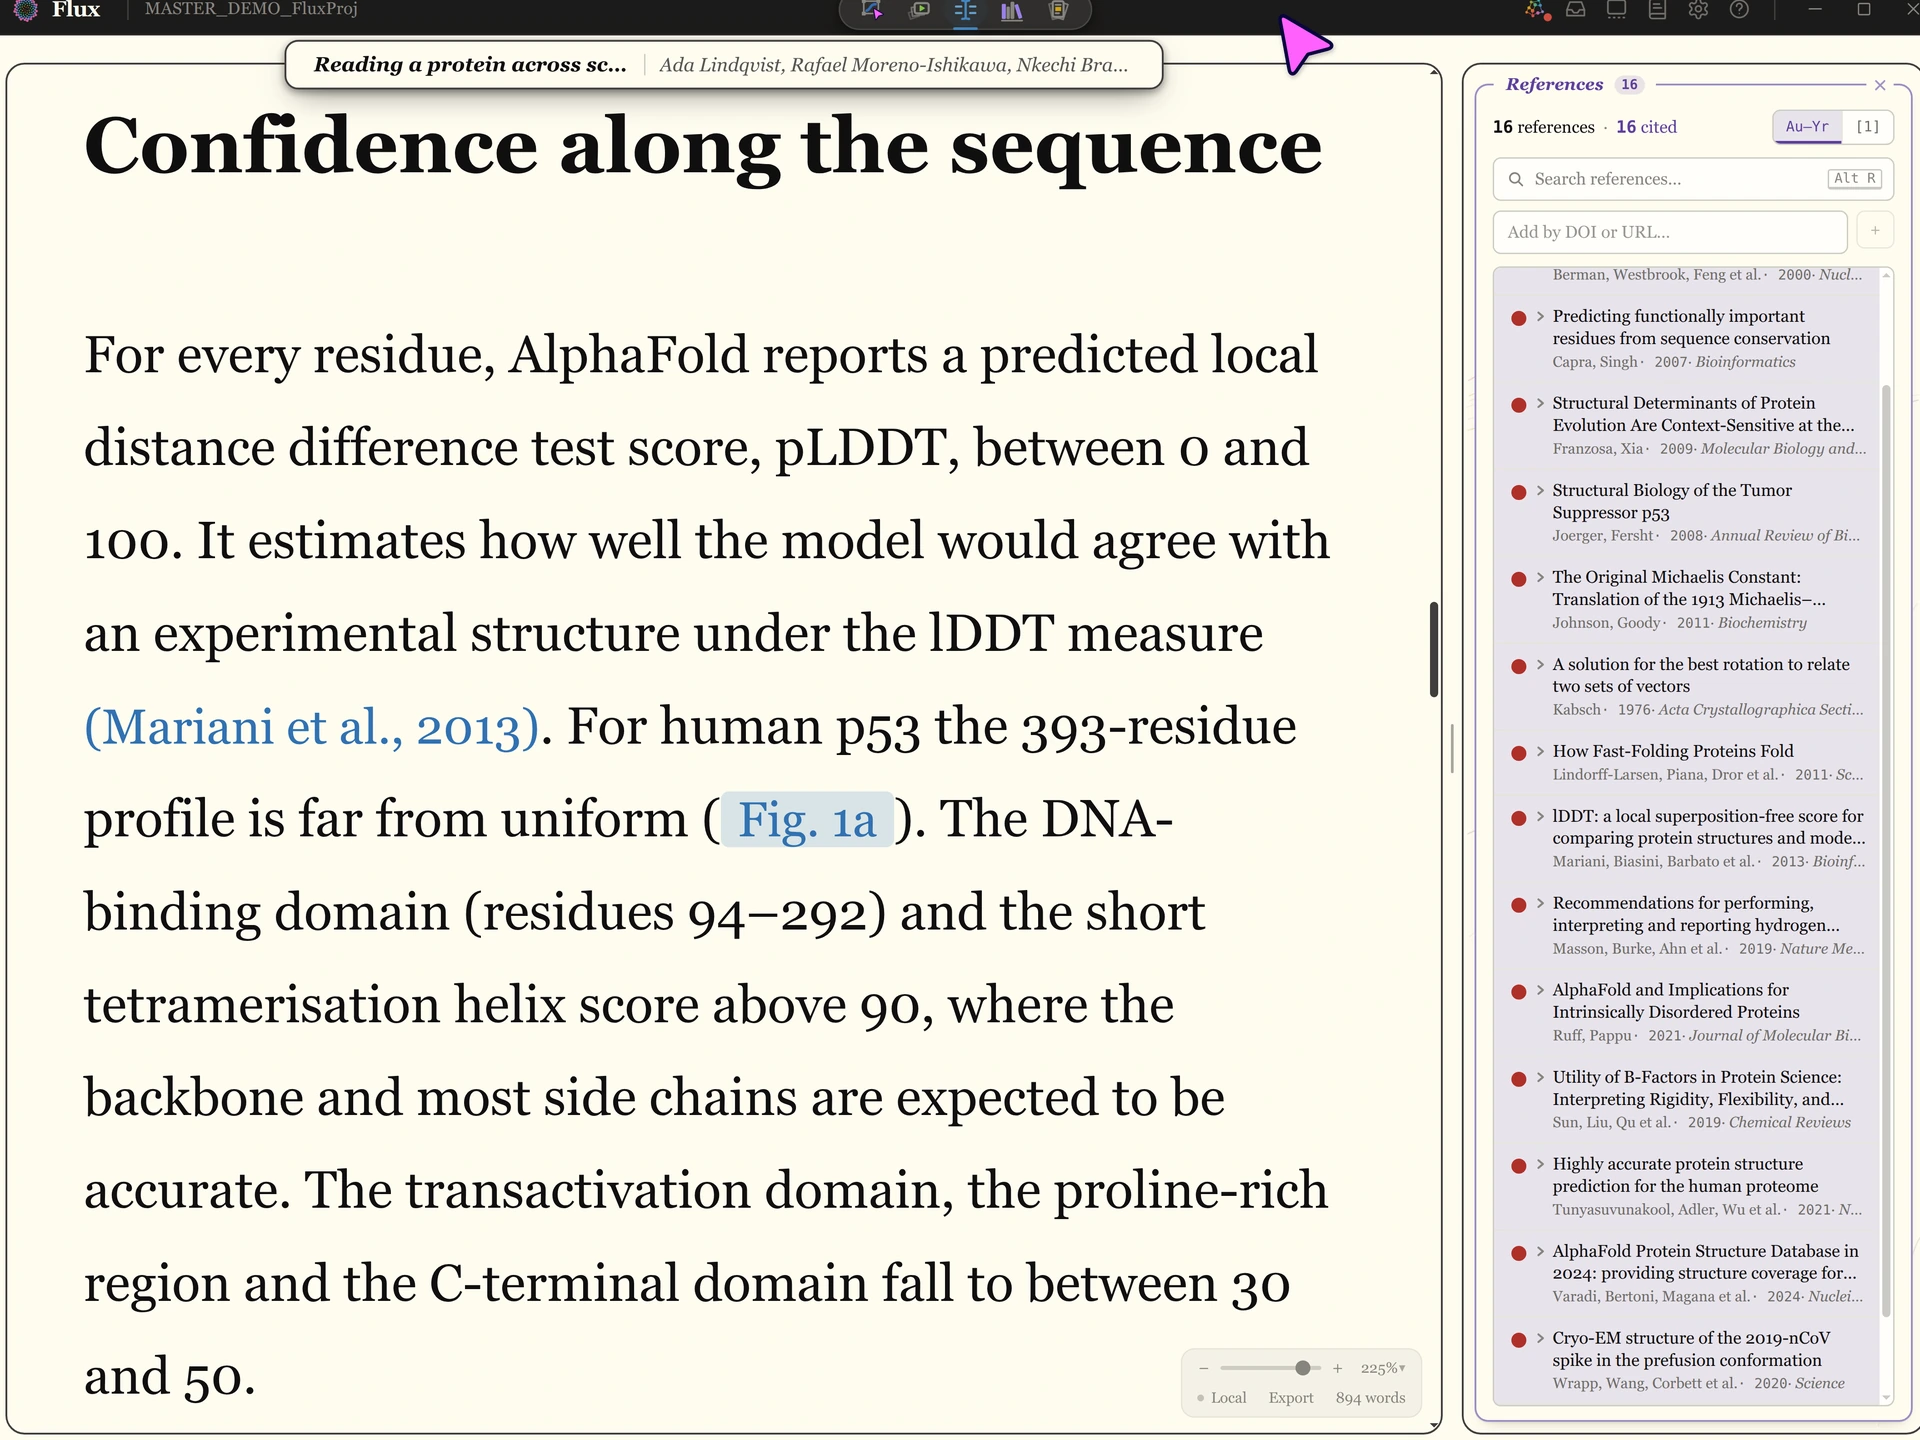 Flux
MASTER_DEMO_FluxProj
Reading a protein across sc...
Ada Lindqvist, Rafael Moreno-Ishikawa, Nkechi Bra...
Confidence along the sequence
For every residue, AlphaFold reports a predicted local
distance difference test score, pLDDT, between 0 and
100. It estimates how well the model would agree with
an experimental structure under the lDDT measure
(Mariani et al., 2013). For human p53 the 393-residue
profile is far from uniform ( Fig. 1a ). The DNA-
binding domain (residues 94–292) and the short
tetramerisation helix score above 90, where the
backbone and most side chains are expected to be
accurate. The transactivation domain, the proline-rich
region and the C-terminal domain fall to between 30
and 50.
− + 225%▾
Local Export 894 words
References 16
16 references · 16 cited
Au–Yr [1]
Search references... Alt R
Add by DOI or URL... +
Berman, Westbrook, Feng et al. · 2000 · Nucl...
Predicting functionally important
residues from sequence conservation
Capra, Singh · 2007 · Bioinformatics
Structural Determinants of Protein
Evolution Are Context-Sensitive at the...
Franzosa, Xia · 2009 · Molecular Biology and...
Structural Biology of the Tumor
Suppressor p53
Joerger, Fersht · 2008 · Annual Review of Bi...
The Original Michaelis Constant:
Translation of the 1913 Michaelis–...
Johnson, Goody · 2011 · Biochemistry
A solution for the best rotation to relate
two sets of vectors
Kabsch · 1976 · Acta Crystallographica Secti...
How Fast-Folding Proteins Fold
Lindorff-Larsen, Piana, Dror et al. · 2011 · Sc...
lDDT: a local superposition-free score for
comparing protein structures and mode...
Mariani, Biasini, Barbato et al. · 2013 · Bioinf...
Recommendations for performing,
interpreting and reporting hydrogen...
Masson, Burke, Ahn et al. · 2019 · Nature Me...
AlphaFold and Implications for
Intrinsically Disordered Proteins
Ruff, Pappu · 2021 · Journal of Molecular Bi...
Utility of B-Factors in Protein Science:
Interpreting Rigidity, Flexibility, and...
Sun, Liu, Qu et al. · 2019 · Chemical Reviews
Highly accurate protein structure
prediction for the human proteome
Tunyasuvunakool, Adler, Wu et al. · 2021 · N...
AlphaFold Protein Structure Database in
2024: providing structure coverage for...
Varadi, Bertoni, Magana et al. · 2024 · Nuclei...
Cryo-EM structure of the 2019-nCoV
spike in the prefusion conformation
Wrapp, Wang, Corbett et al. · 2020 · Science